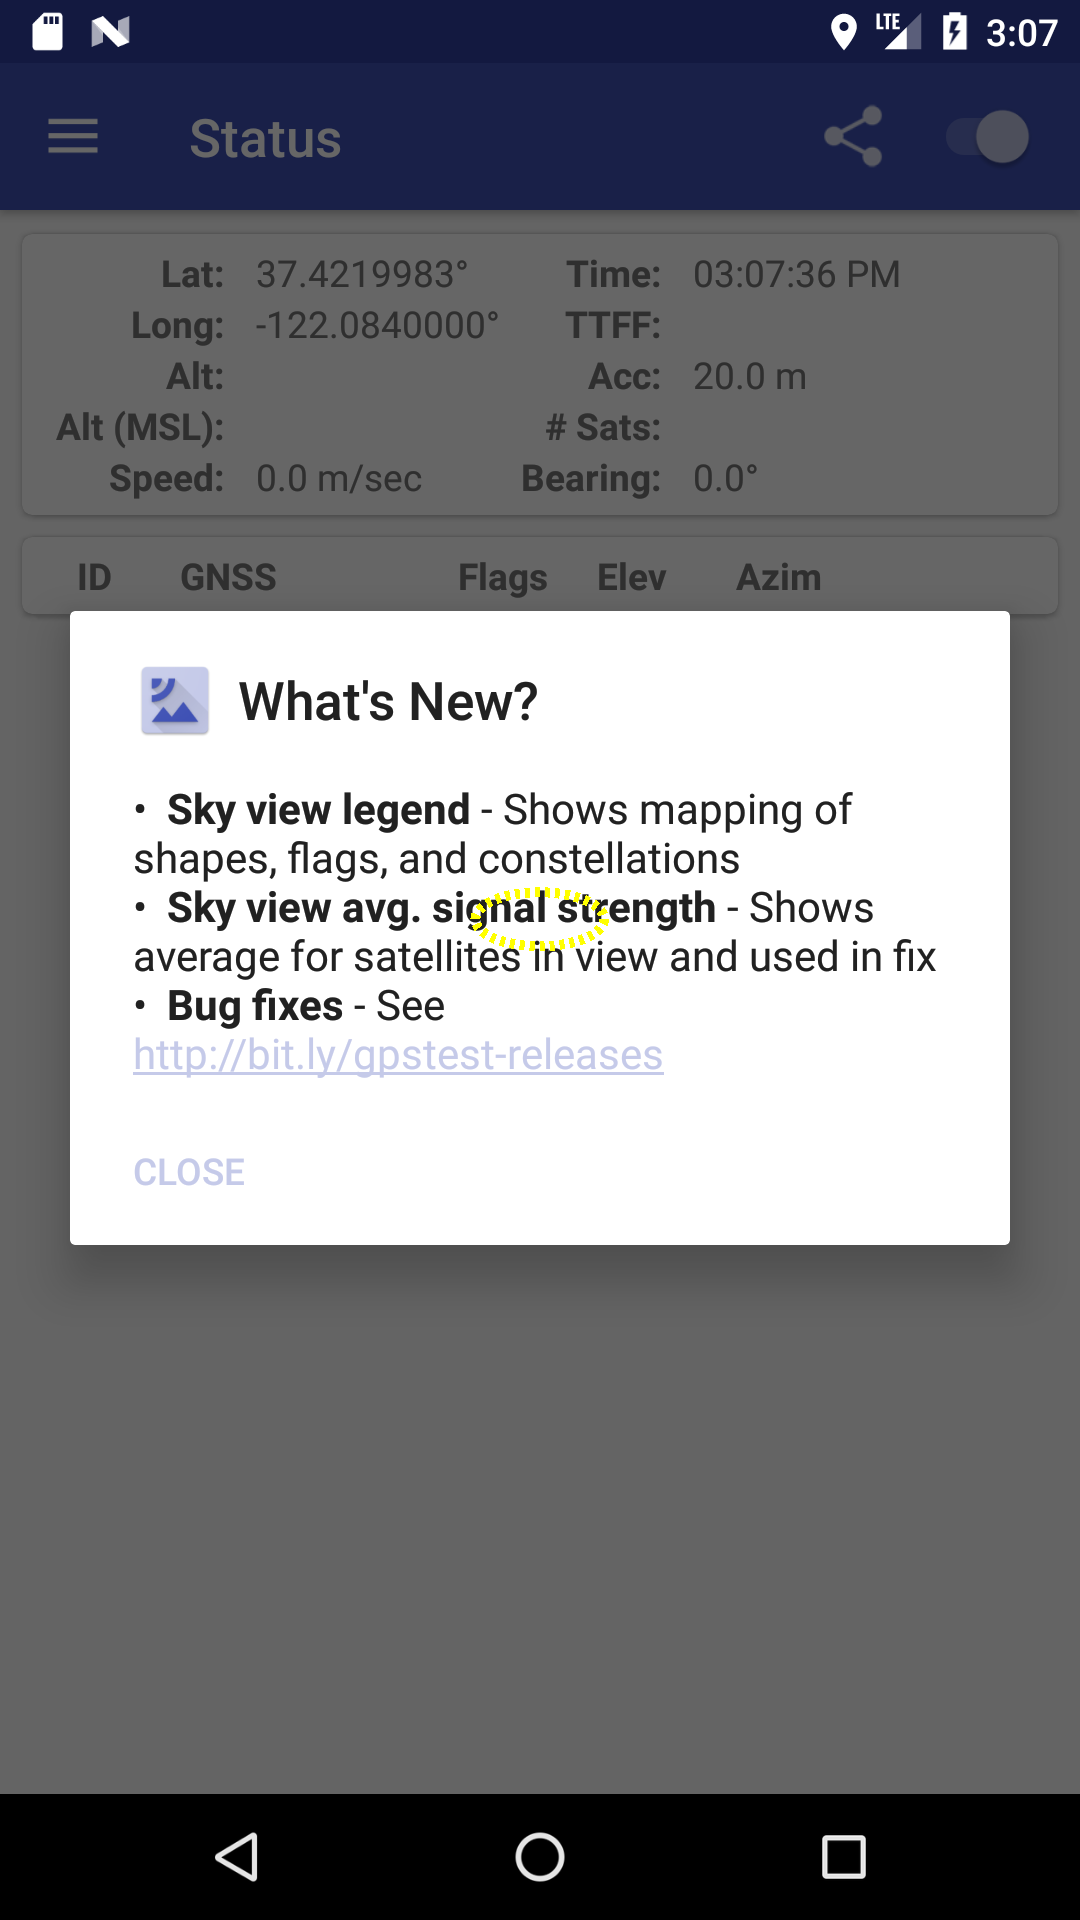 LTE 3:07
Status
Lat: 37.4219983° Time: 03:07:36 PM
Long: -122.0840000° TTFF:
Alt: Acc: 20.0 m
Alt (MSL): # Sats:
Speed: 0.0 m/sec Bearing: 0.0°
ID GNSS Flags Elev Azim
What's New?
• Sky view legend - Shows mapping of
shapes, flags, and constellations
• Sky view avg. signal strength - Shows
average for satellites in view and used in fix
• Bug fixes - See
http://bit.ly/gpstest-releases
CLOSE